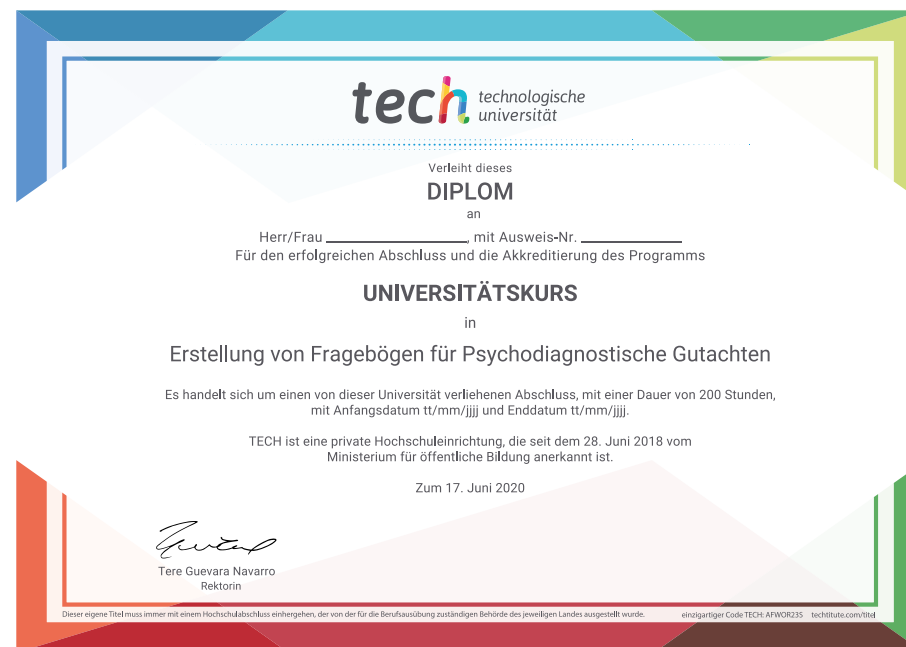 tech technologische
universität
Verleiht dieses
DIPLOM
an
Herr/Frau ____________________, mit Ausweis-Nr. ______________
Für den erfolgreichen Abschluss und die Akkreditierung des Programms
UNIVERSITÄTSKURS
in
Erstellung von Fragebögen für Psychodiagnostische Gutachten
Es handelt sich um einen von dieser Universität verliehenen Abschluss, mit einer Dauer von 200 Stunden,
mit Anfangsdatum tt/mm/jjjj und Enddatum tt/mm/jjjj.
TECH ist eine private Hochschuleinrichtung, die seit dem 28. Juni 2018 vom
Ministerium für öffentliche Bildung anerkannt ist.
Zum 17. Juni 2020
Tere Guevara Navarro
Rektorin
Dieser eigene Titel muss immer mit einem Hochschulabschluss einhergehen, der von der für die Berufsausübung zuständigen Behörde des jeweiligen Landes ausgestellt wurde. einzigartiger Code TECH: AFWOR23S techtitute.com/titel